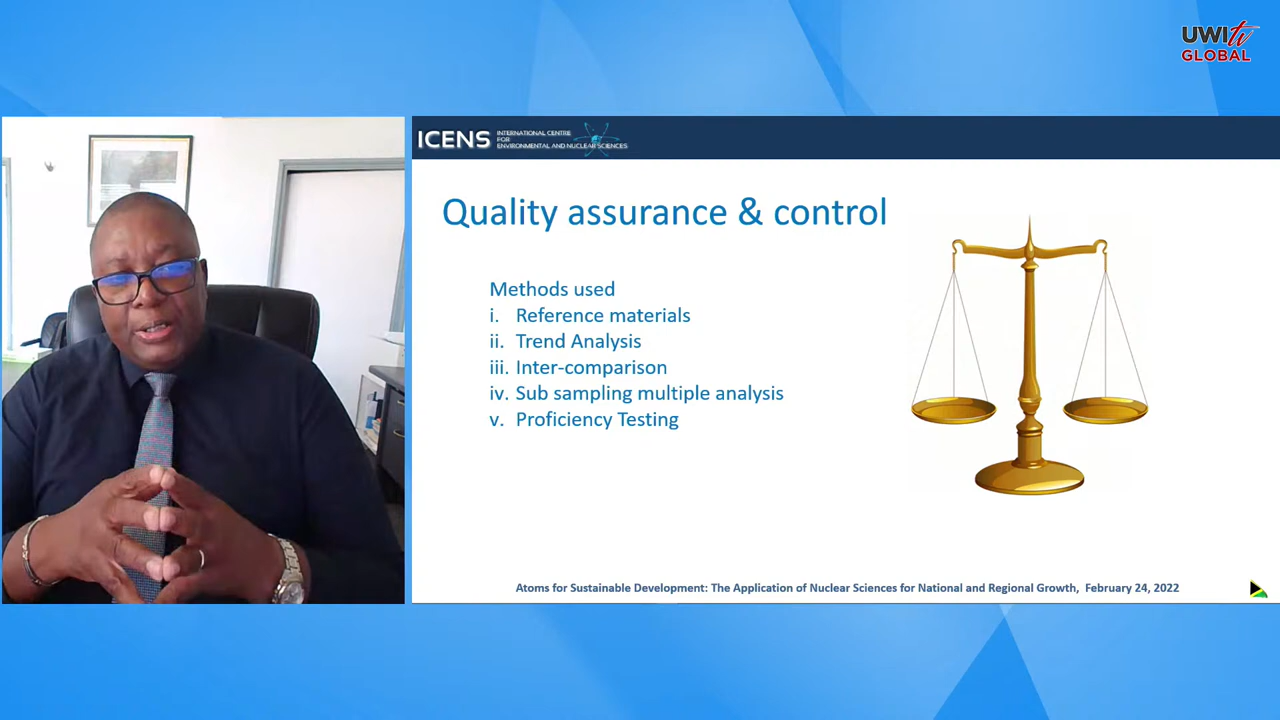 UWItv
GLOBAL
ICENS
INTERNATIONAL CENTRE
FOR
ENVIRONMENTAL AND NUCLEAR SCIENCES
Quality assurance & control
Methods used
i. Reference materials
ii. Trend Analysis
iii. Inter-comparison
iv. Sub sampling multiple analysis
v. Proficiency Testing
Atoms for Sustainable Development: The Application of Nuclear Sciences for National and Regional Growth, February 24, 2022